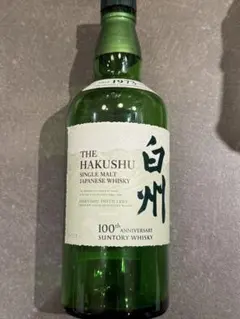 1973
THE
HAKUSHU
SINGLE MALT
JAPANESE WHISKY
白州
100th ANNIVERSARY
SUNTORY WHISKY